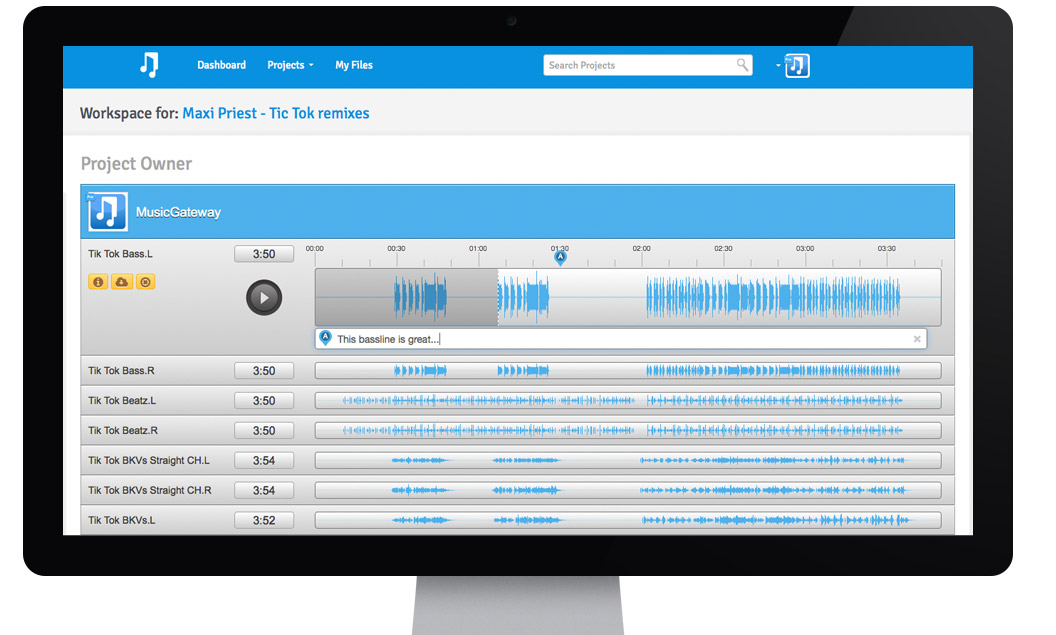 Dashboard Projects My Files Search Projects
Workspace for: Maxi Priest - Tic Tok remixes
Project Owner
MusicGateway
Tik Tok Bass.L 3:50 00:00 00:30 01:00 01:30 02:00 02:30 03:00 03:30
A
A This bassline is great...
Tik Tok Bass.R 3:50
Tik Tok Beatz.L 3:50
Tik Tok Beatz.R 3:50
Tik Tok BKVs Straight CH.L 3:54
Tik Tok BKVs Straight CH.R 3:54
Tik Tok BKVs.L 3:52